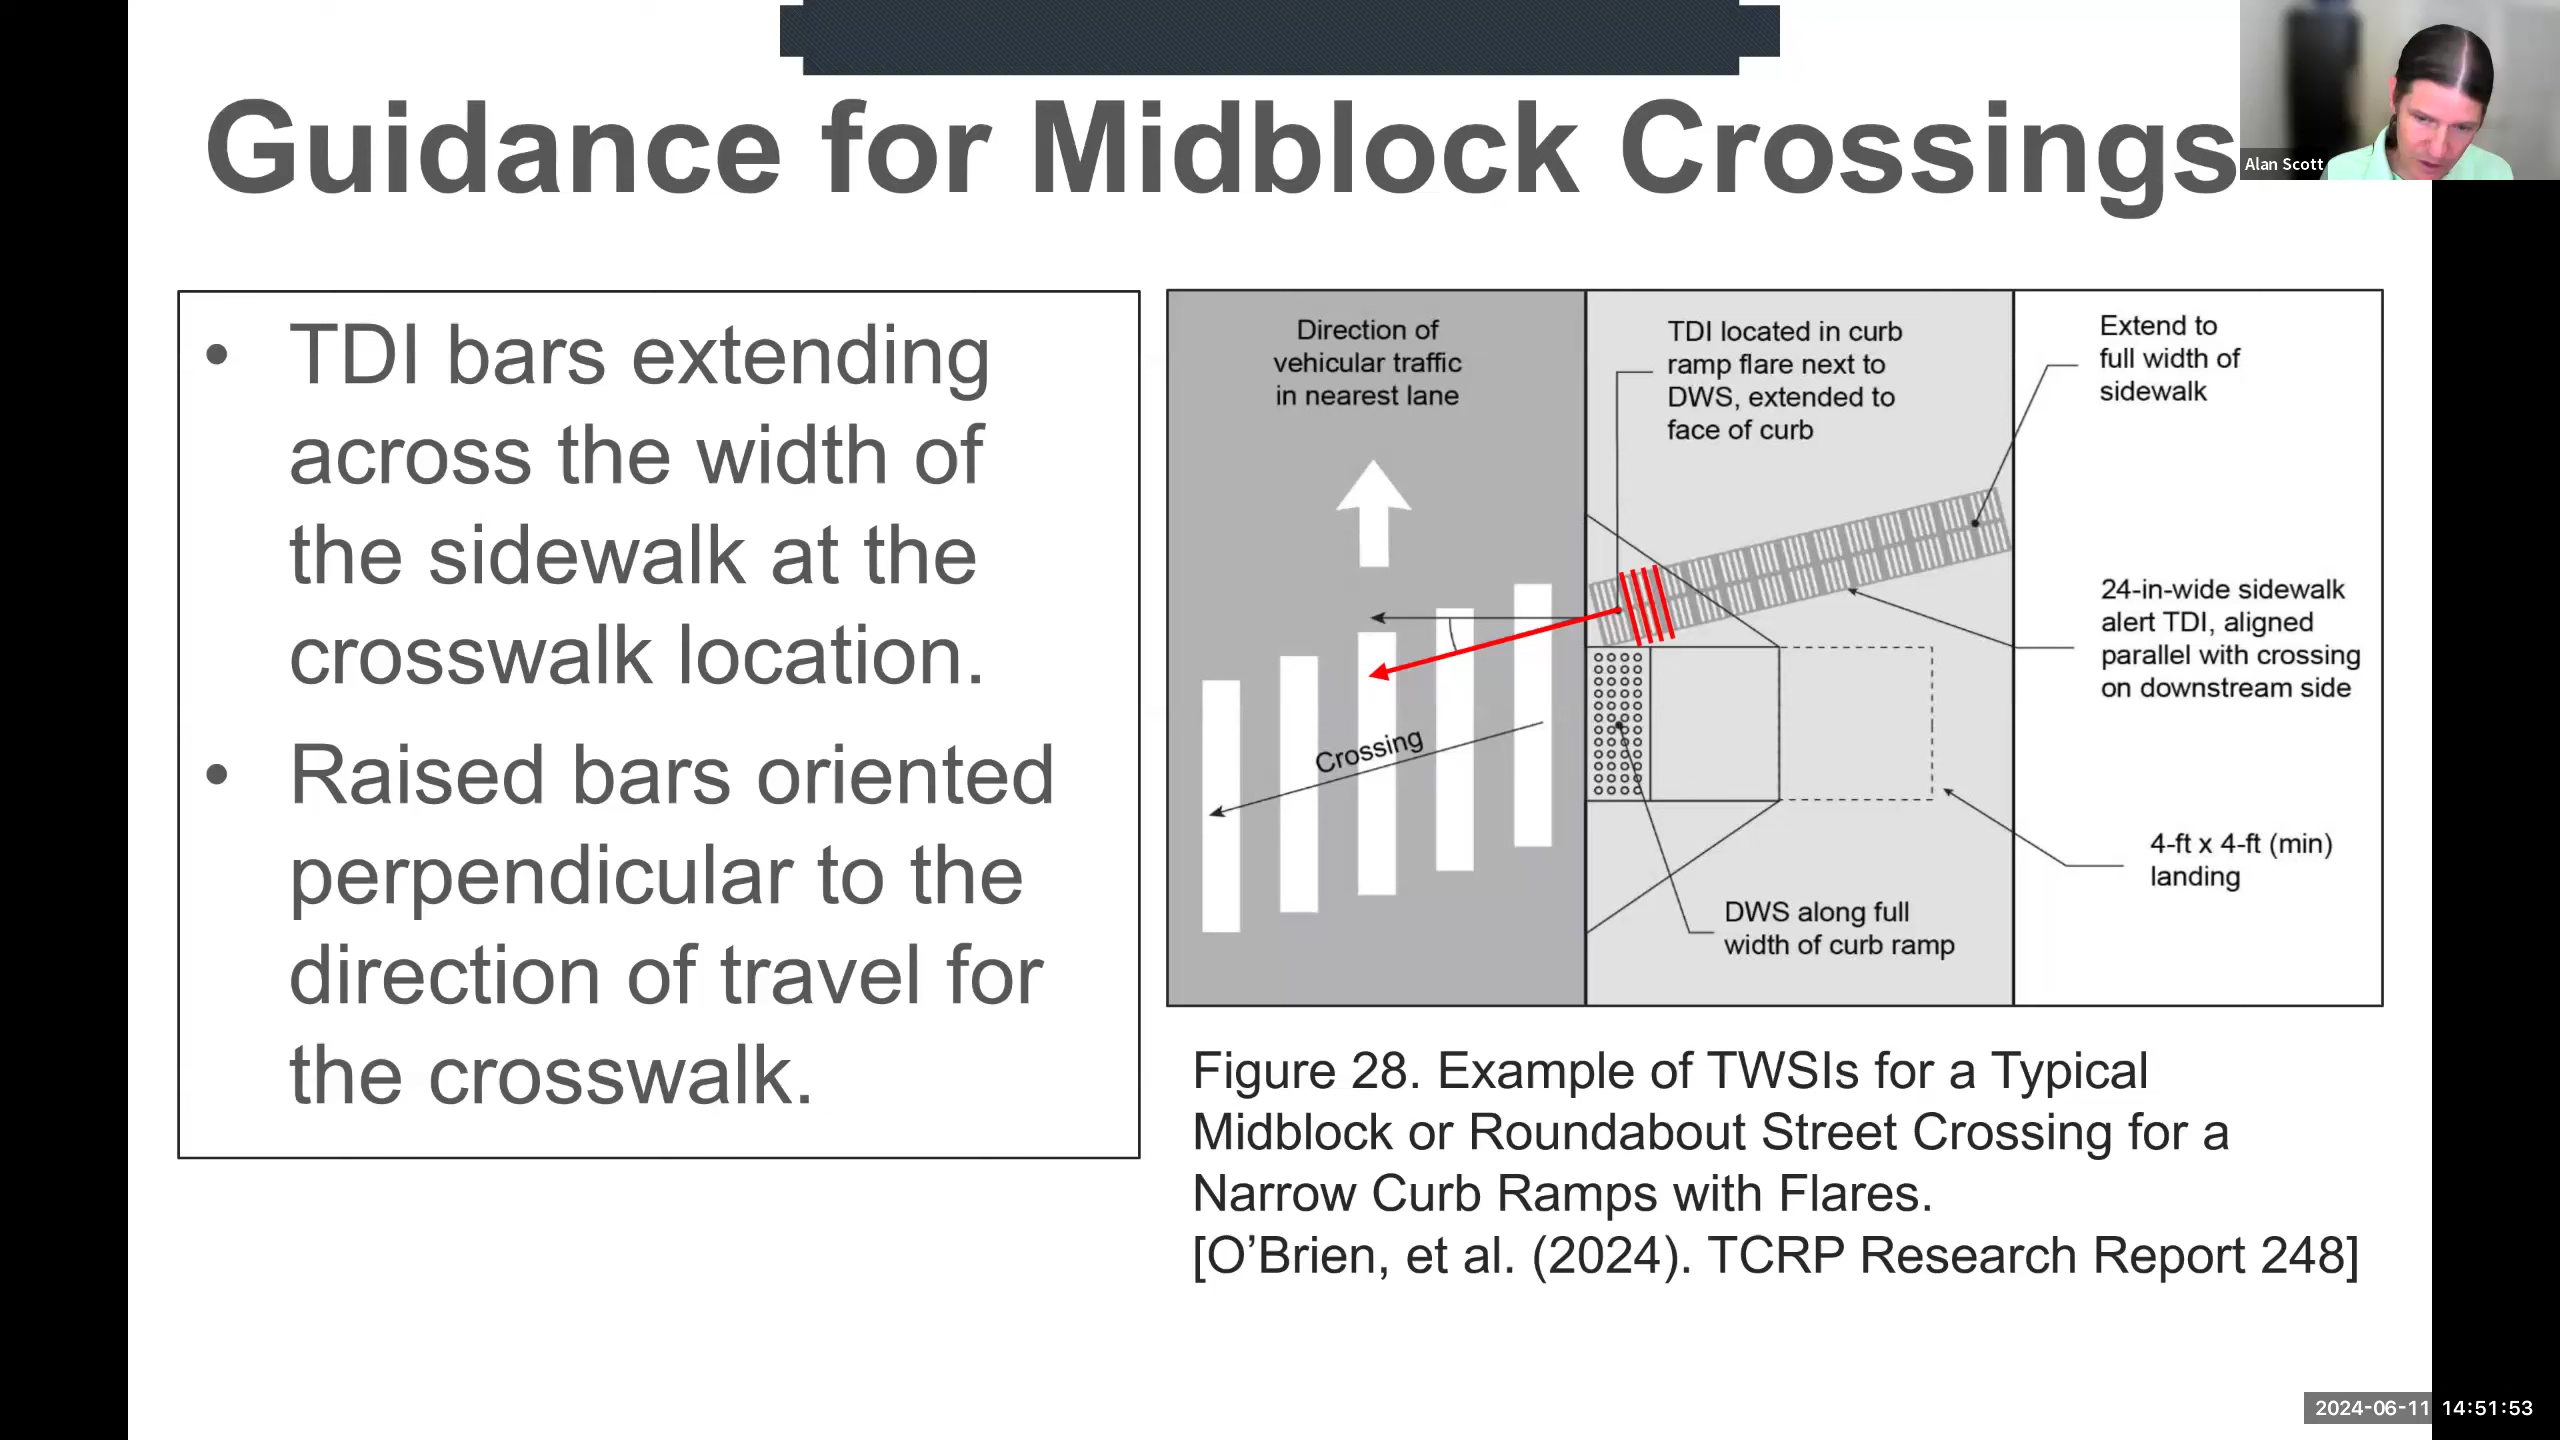 Guidance for Midblock Crossings
Alan Scott
• TDI bars extending
across the width of
the sidewalk at the
crosswalk location.
• Raised bars oriented
perpendicular to the
direction of travel for
the crosswalk.
Direction of
vehicular traffic
in nearest lane
TDI located in curb
ramp flare next to
DWS, extended to
face of curb
Extend to
full width of
sidewalk
24-in-wide sidewalk
alert TDI, aligned
parallel with crossing
on downstream side
Crossing
4-ft x 4-ft (min)
landing
DWS along full
width of curb ramp
Figure 28. Example of TWSIs for a Typical
Midblock or Roundabout Street Crossing for a
Narrow Curb Ramps with Flares.
[O’Brien, et al. (2024). TCRP Research Report 248]
2024-06-11 14:51:53